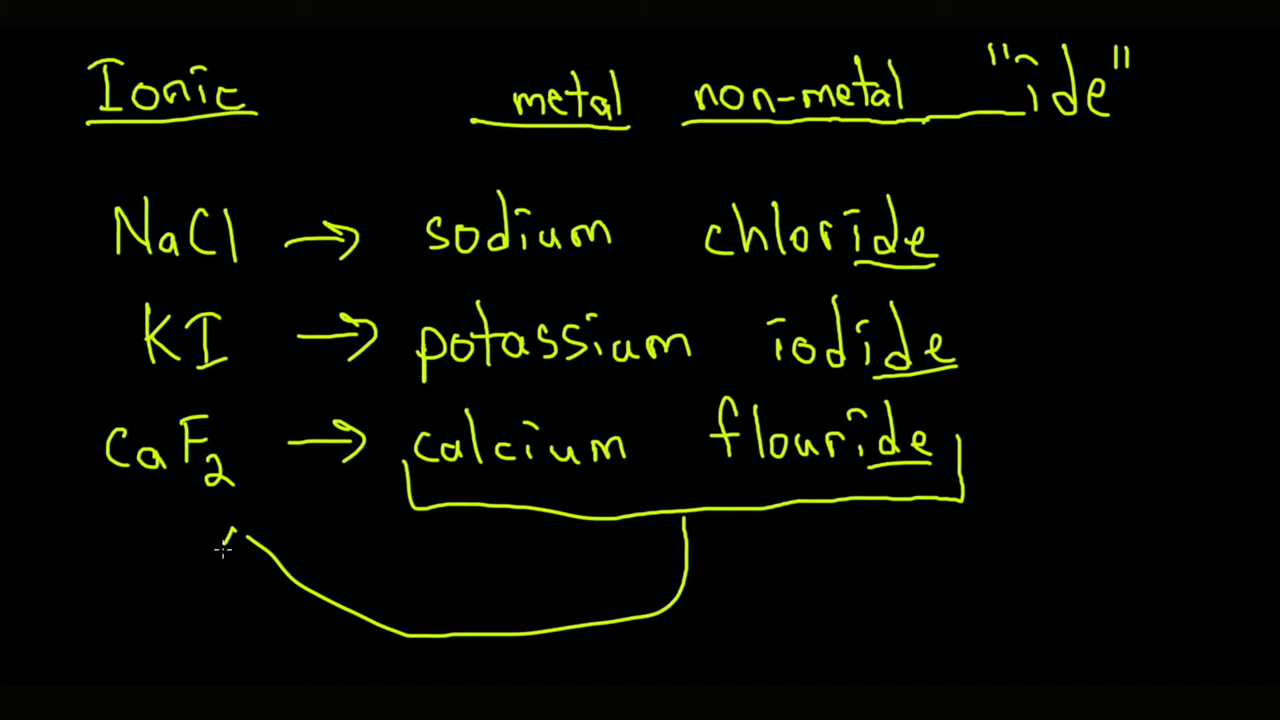 Ionic metal non-metal "ide"
NaCl → sodium chloride
KI → potassium iodide
CaF₂ → calcium flouride